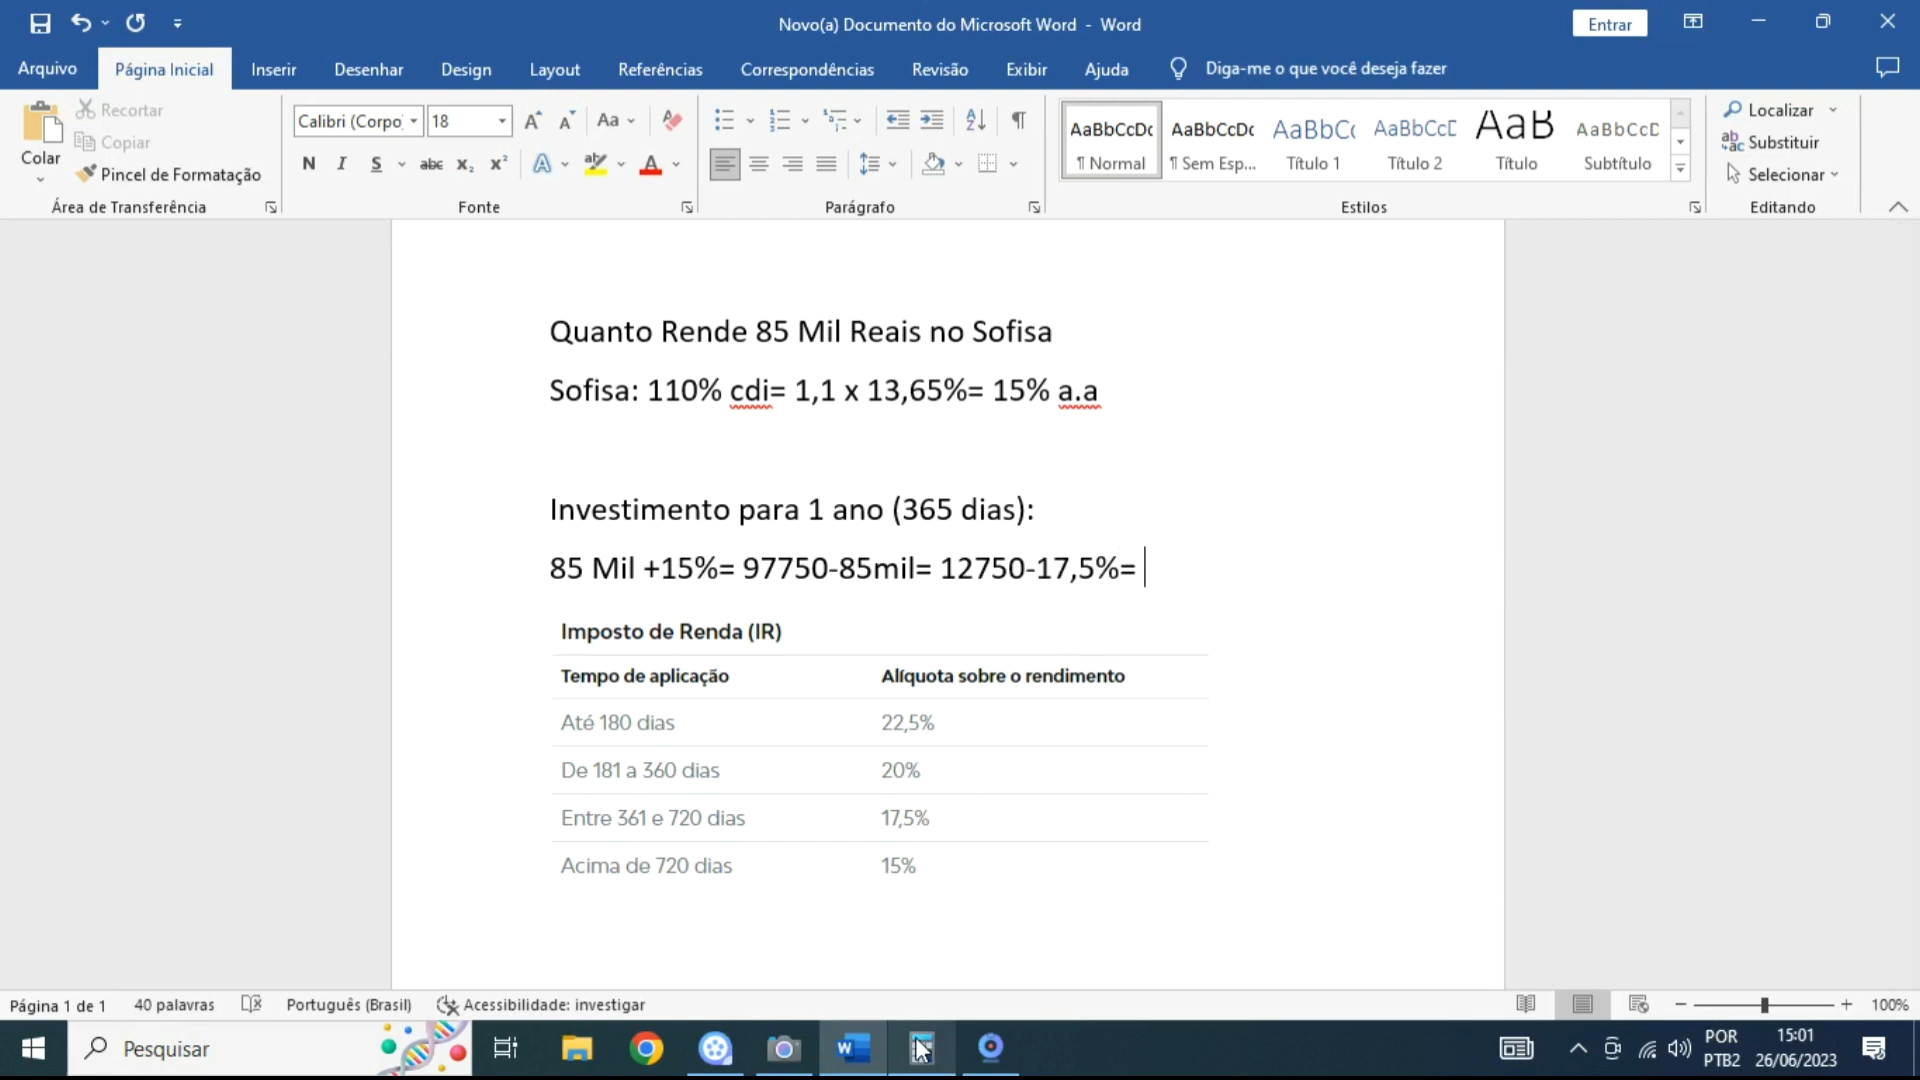 Novo(a) Documento do Microsoft Word - Word
Entrar
Arquivo Página Inicial Inserir Desenhar Design Layout Referências Correspondências Revisão Exibir Ajuda Diga-me o que você deseja fazer
Colar
Recortar
Copiar
Pincel de Formatação
Área de Transferência
Calibri (Corpo) 18
Aa
N I S abc x₂ x² A A
Fonte
Parágrafo
AaBbCcDc AaBbCcDc AaBbCc AaBbCcD AaB AaBbCcD
¶ Normal ¶ Sem Esp... Título 1 Título 2 Título Subtítulo
Estilos
Localizar
Substituir
Selecionar
Editando
Quanto Rende 85 Mil Reais no Sofisa
Sofisa: 110% cdi= 1,1 x 13,65%= 15% a.a
Investimento para 1 ano (365 dias):
85 Mil +15%= 97750-85mil= 12750-17,5%=
Imposto de Renda (IR)
Tempo de aplicação Alíquota sobre o rendimento
Até 180 dias 22,5%
De 181 a 360 dias 20%
Entre 361 e 720 dias 17,5%
Acima de 720 dias 15%
Página 1 de 1 40 palavras Português (Brasil) Acessibilidade: investigar 100%
Pesquisar
POR
PTB2
15:01
26/06/2023